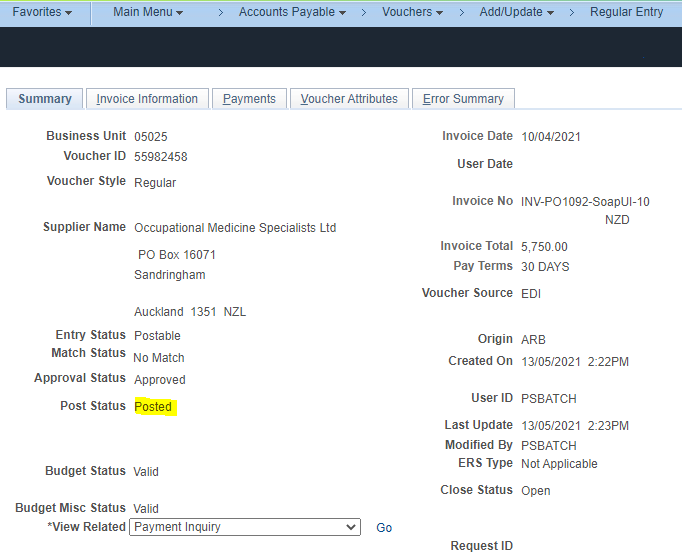 Favorites Main Menu > Accounts Payable > Vouchers > Add/Update > Regular Entry
Summary Invoice Information Payments Voucher Attributes Error Summary
Business Unit 05025
Voucher ID 55982458
Voucher Style Regular
Supplier Name Occupational Medicine Specialists Ltd
PO Box 16071
Sandringham
Auckland 1351 NZL
Entry Status Postable
Match Status No Match
Approval Status Approved
Post Status Posted
Budget Status Valid
Budget Misc Status Valid
*View Related Payment Inquiry Go
Invoice Date 10/04/2021
User Date
Invoice No INV-PO1092-SoapUI-10
NZD
Invoice Total 5,750.00
Pay Terms 30 DAYS
Voucher Source EDI
Origin ARB
Created On 13/05/2021 2:22PM
User ID PSBATCH
Last Update 13/05/2021 2:23PM
Modified By PSBATCH
ERS Type Not Applicable
Close Status Open
Request ID